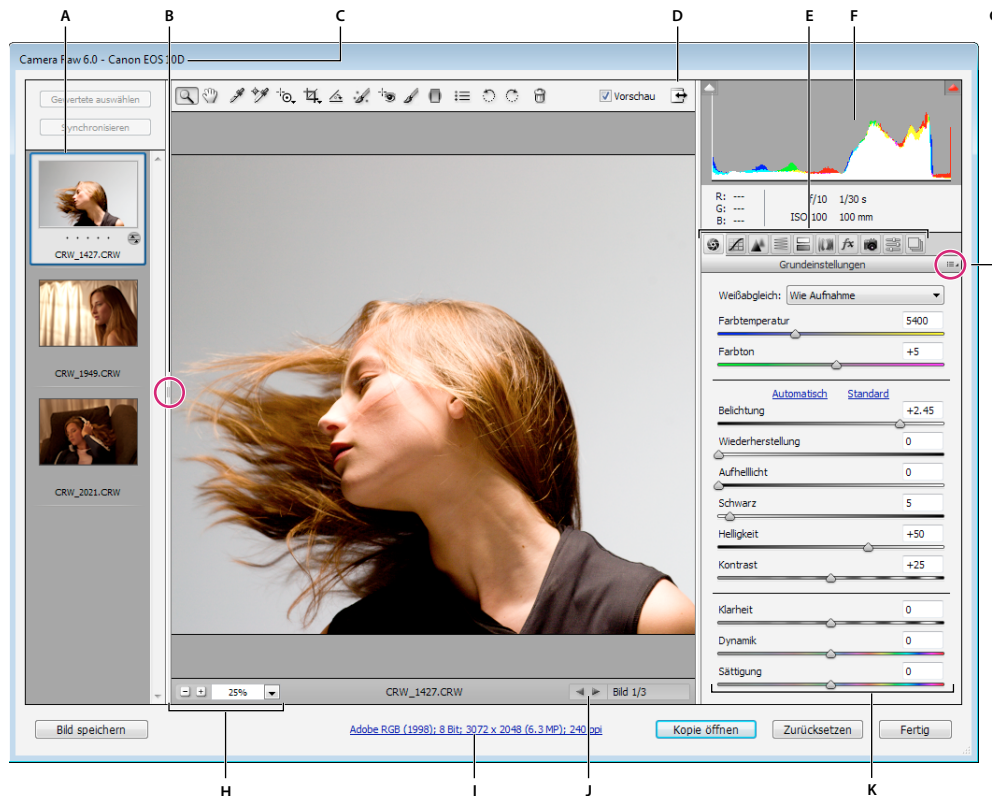 A B C D E F G
Camera Raw 6.0 - Canon EOS 10D
Gewertete auswählen
Synchronisieren
Vorschau
CRW_1427.CRW
CRW_1949.CRW
CRW_2021.CRW
R: --- f/10 1/30 s
G: ---
B: --- ISO 100 100 mm
fx
Grundeinstellungen
Weißabgleich: Wie Aufnahme
Farbtemperatur 5400
Farbton +5
Automatisch Standard
Belichtung +2.45
Wiederherstellung 0
Aufhelllicht 0
Schwarz 5
Helligkeit +50
Kontrast +25
Klarheit 0
Dynamik 0
Sättigung 0
25% CRW_1427.CRW Bild 1/3
Bild speichern Adobe RGB (1998); 8 Bit; 3072 x 2048 (6.3 MP); 240 ppi Kopie öffnen Zurücksetzen Fertig
H I J K